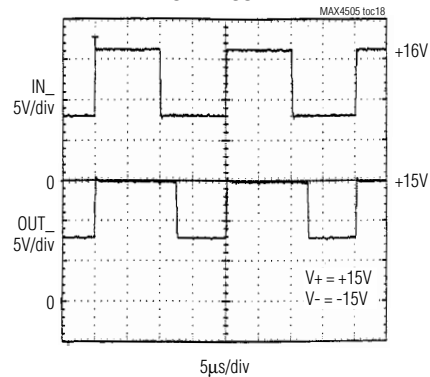 MAX4505 toc18
+16V
IN_
5V/div
0
+15V
OUT_
5V/div
V+ = +15V
V- = -15V
0
5μs/div